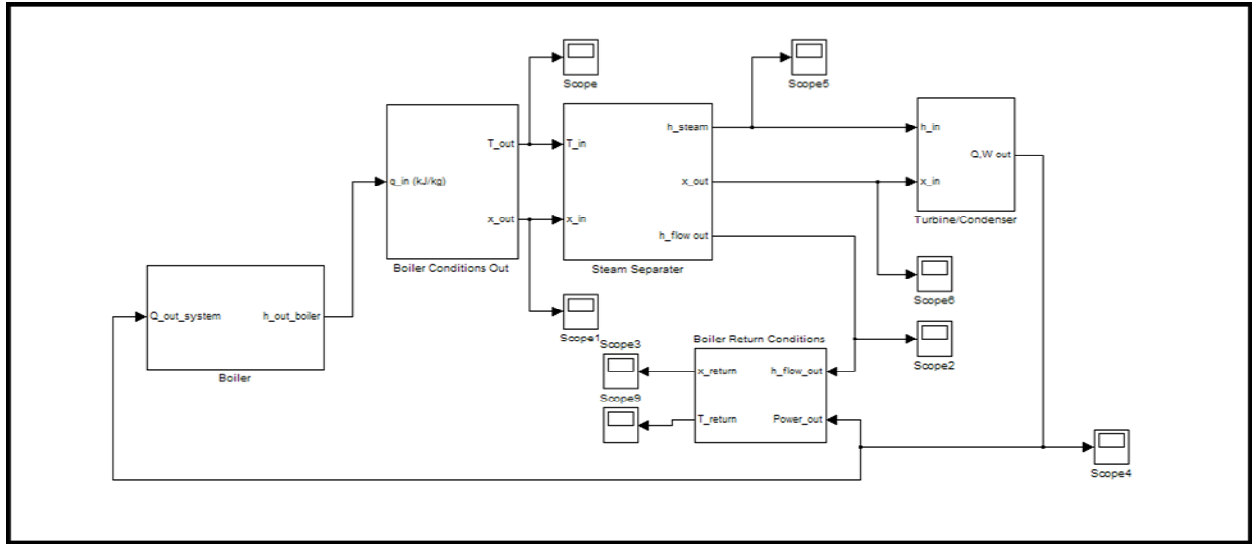 Scope
Scope5
T_out
T_in
h_steam
h_in
Q,W out
q_in (kJ/kg)
x_out
x_in
x_out
x_in
Turbine/Condenser
h_flow out
Boiler Conditions Out
Steam Separater
Scope6
Q_out_system
h_out_boiler
Scope1
Boiler Return Conditions
Scope3
Scope2
x_return
h_flow_out
Boiler
Scope9
T_return
Power_out
Scope4